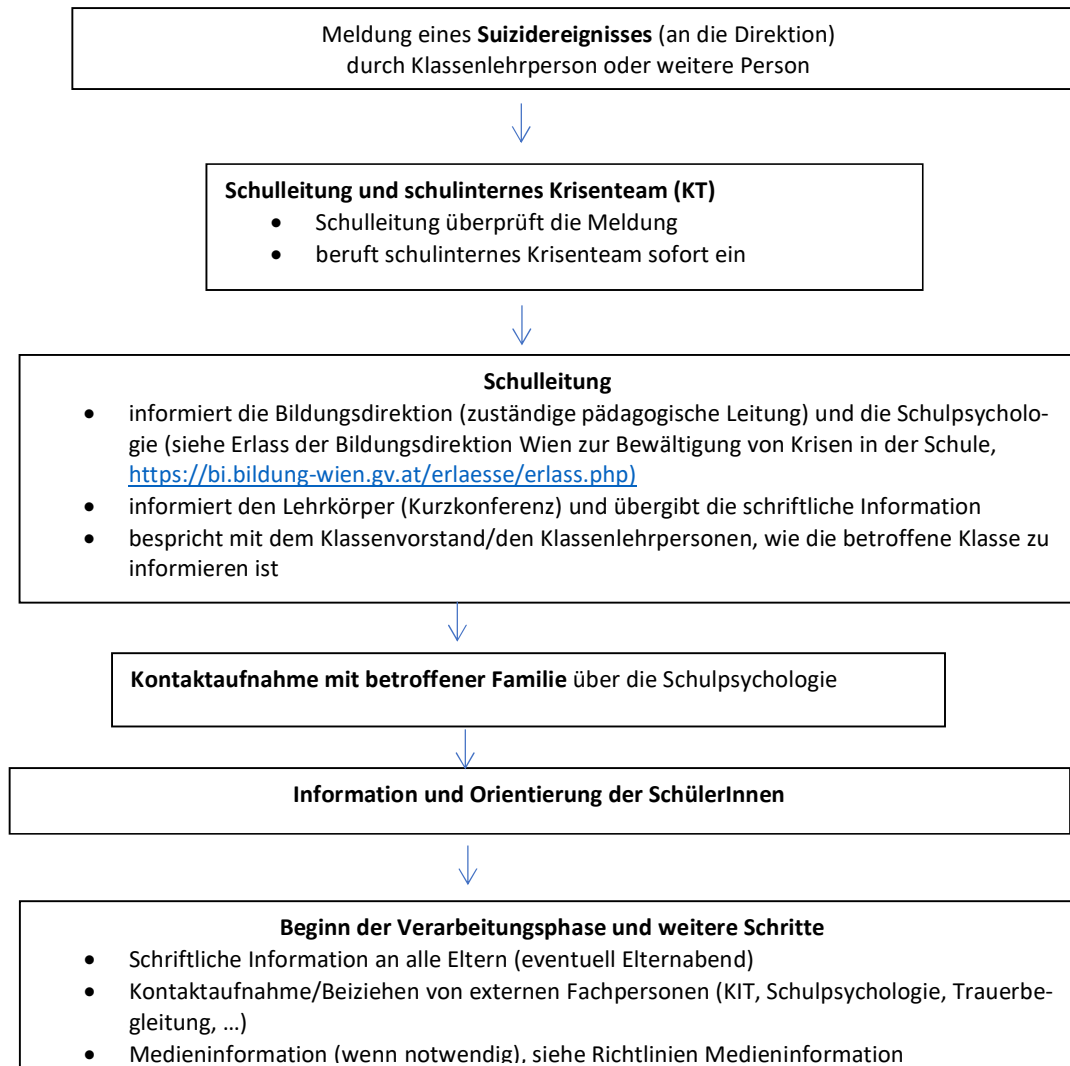 Meldung eines Suizidereignisses (an die Direktion)
durch Klassenlehrperson oder weitere Person
Schulleitung und schulinternes Krisenteam (KT)
• Schulleitung überprüft die Meldung
• beruft schulinternes Krisenteam sofort ein
Schulleitung
• informiert die Bildungsdirektion (zuständige pädagogische Leitung) und die Schulpsycholo-
gie (siehe Erlass der Bildungsdirektion Wien zur Bewältigung von Krisen in der Schule,
https://bi.bildung-wien.gv.at/erlaesse/erlass.php)
• informiert den Lehrkörper (Kurzkonferenz) und übergibt die schriftliche Information
• bespricht mit dem Klassenvorstand/den Klassenlehrpersonen, wie die betroffene Klasse zu
informieren ist
Kontaktaufnahme mit betroffener Familie über die Schulpsychologie
Information und Orientierung der SchülerInnen
Beginn der Verarbeitungsphase und weitere Schritte
• Schriftliche Information an alle Eltern (eventuell Elternabend)
• Kontaktaufnahme/Beiziehen von externen Fachpersonen (KIT, Schulpsychologie, Trauerbe-
gleitung, …)
• Medieninformation (wenn notwendig), siehe Richtlinien Medieninformation